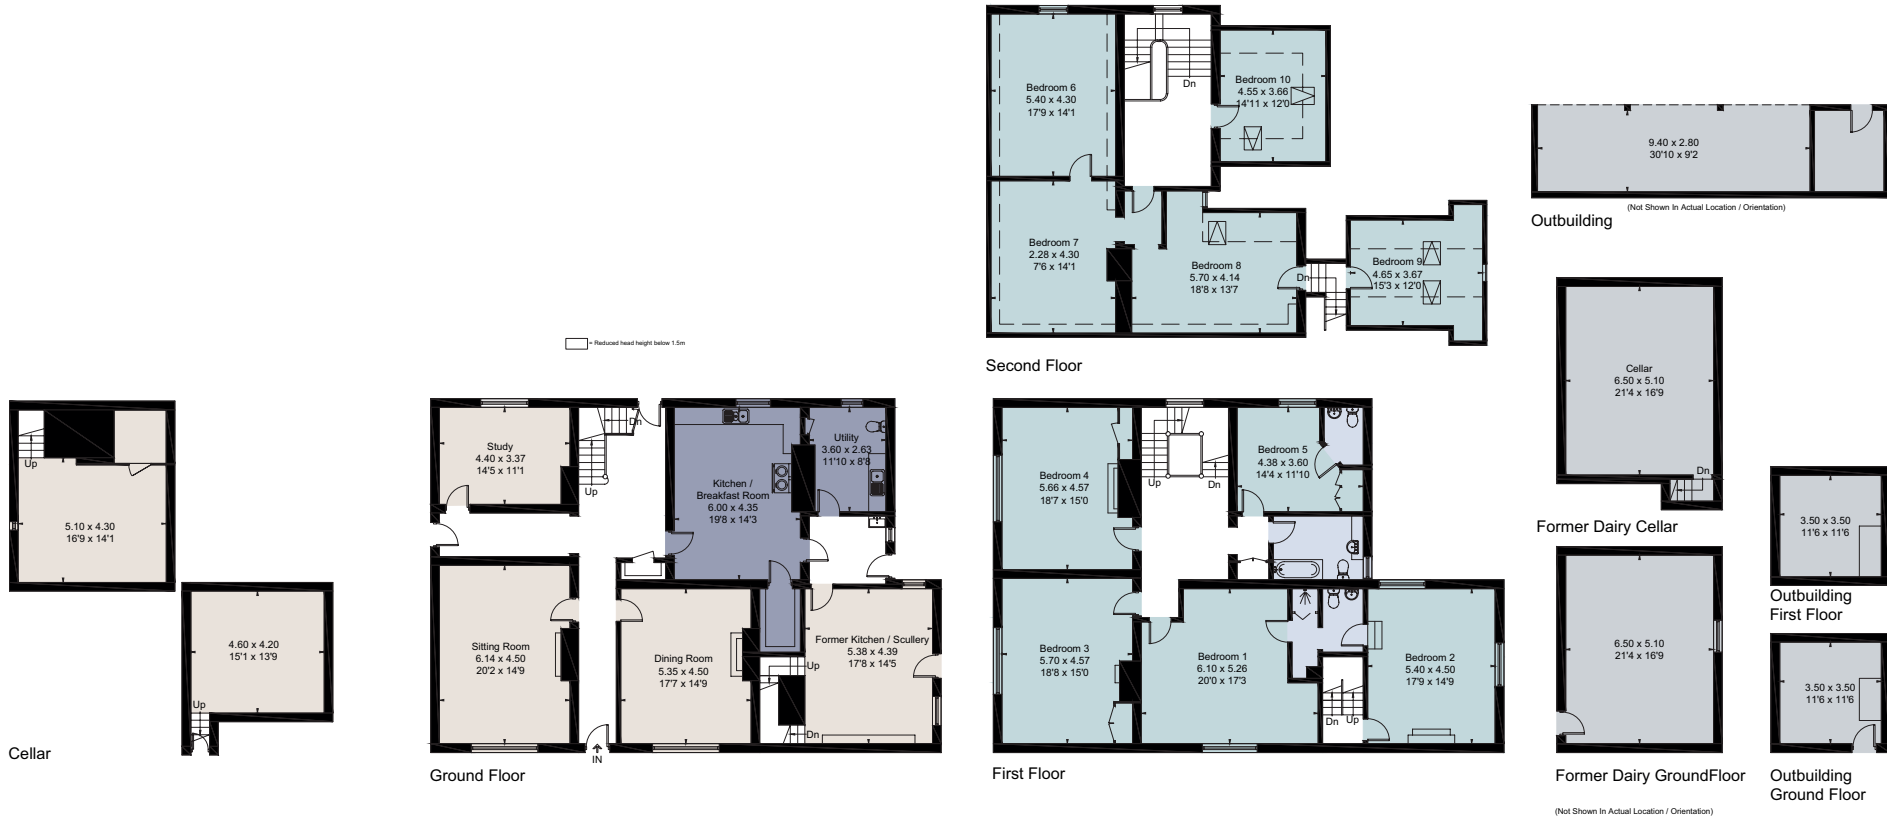 Bedroom 6
5.40 x 4.30
17'9 x 14'1
Dn
Bedroom 10
4.55 x 3.66
14'11 x 12'0
Bedroom 7
2.28 x 4.30
7'6 x 14'1
Bedroom 8
5.70 x 4.14
18'8 x 13'7
Dn
Bedroom 9
4.65 x 3.67
15'3 x 12'0
Second Floor
9.40 x 2.80
30'10 x 9'2
(Not Shown In Actual Location / Orientation)
Outbuilding
= Reduced head height below 1.5m
Up
5.10 x 4.30
16'9 x 14'1
4.60 x 4.20
15'1 x 13'9
Up
Cellar
Study
4.40 x 3.37
14'5 x 11'1
Dn
Up
Kitchen /
Breakfast Room
6.00 x 4.35
19'8 x 14'3
Utility
3.60 x 2.63
11'10 x 8'8
Sitting Room
6.14 x 4.50
20'2 x 14'9
Dining Room
5.35 x 4.50
17'7 x 14'9
Former Kitchen / Scullery
5.38 x 4.39
17'8 x 14'5
Up
Dn
IN
Ground Floor
Bedroom 4
5.66 x 4.57
18'7 x 15'0
Up
Dn
Bedroom 5
4.38 x 3.60
14'4 x 11'10
Bedroom 3
5.70 x 4.57
18'8 x 15'0
Bedroom 1
6.10 x 5.26
20'0 x 17'3
Bedroom 2
5.40 x 4.50
17'9 x 14'9
Dn
Up
First Floor
Cellar
6.50 x 5.10
21'4 x 16'9
Dn
Former Dairy Cellar
6.50 x 5.10
21'4 x 16'9
Former Dairy GroundFloor
(Not Shown In Actual Location / Orientation)
3.50 x 3.50
11'6 x 11'6
Outbuilding
First Floor
3.50 x 3.50
11'6 x 11'6
Outbuilding
Ground Floor